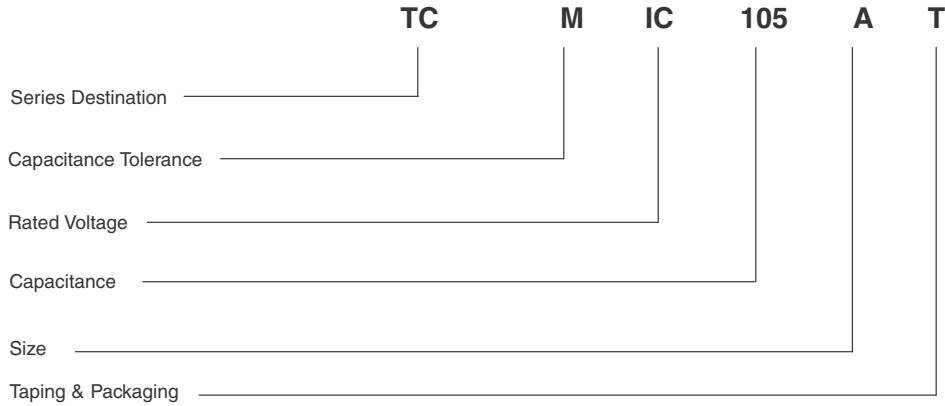 TC M IC 105 A T
Series Destination
Capacitance Tolerance
Rated Voltage
Capacitance
Size
Taping & Packaging